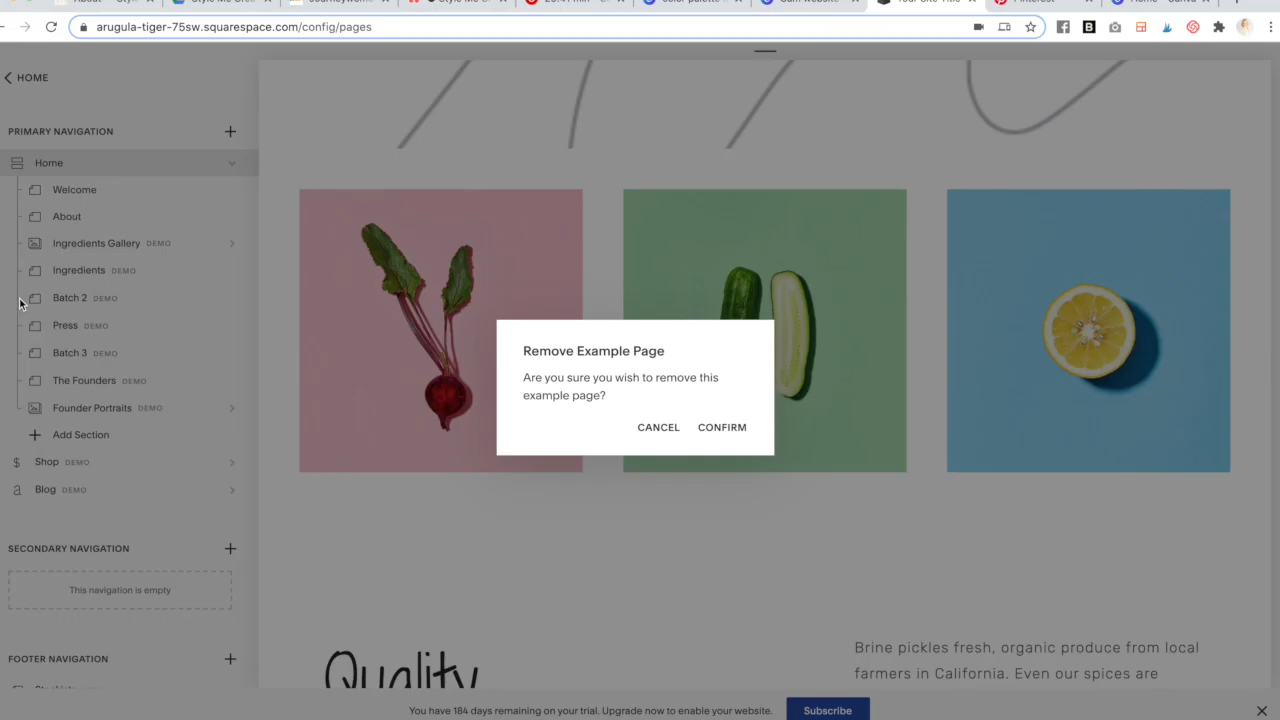 arugula-tiger-75sw.squarespace.com/config/pages
HOME
PRIMARY NAVIGATION
Home
Welcome
About
Ingredients Gallery DEMO
Ingredients DEMO
Batch 2 DEMO
Press DEMO
Batch 3 DEMO
The Founders DEMO
Founder Portraits DEMO
Add Section
Shop DEMO
Blog DEMO
SECONDARY NAVIGATION
This navigation is empty
FOOTER NAVIGATION
Remove Example Page
Are you sure you wish to remove this
example page?
CANCEL CONFIRM
Quality
Brine pickles fresh, organic produce from local
farmers in California. Even our spices are
You have 184 days remaining on your trial. Upgrade now to enable your website.
Subscribe